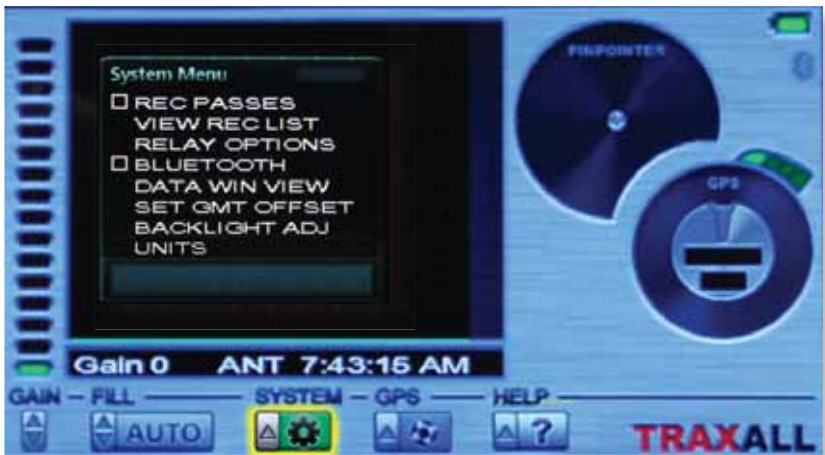 PINPOINTER
System Menu
REC PASSES
VIEW REC LIST
RELAY OPTIONS
BLUETOOTH
DATA WIN VIEW
SET GMT OFFSET
BACKLIGHT ADJ
UNITS
GPS
Gain 0 ANT 7:43:15 AM
GAIN FILL SYSTEM GPS HELP
AUTO ?
TRAXALL